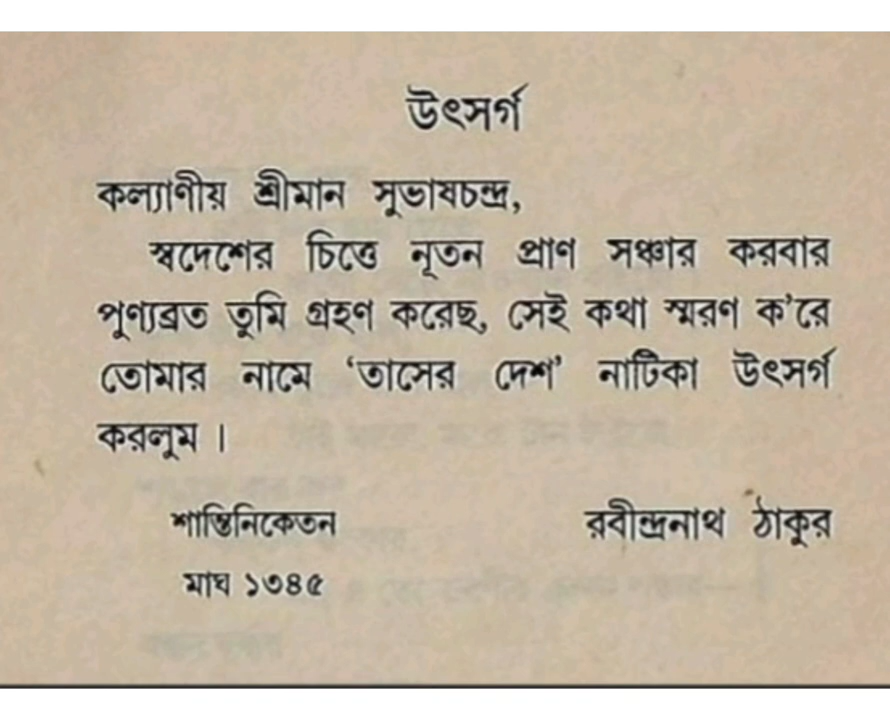 উৎসর্গ
কল্যাণীয় শ্রীমান সুভাষচন্দ্র,
স্বদেশের চিত্তে নূতন প্রাণ সঞ্চার করবার
পুণ্যব্রত তুমি গ্রহণ করেছ, সেই কথা স্মরণ ক'রে
তোমার নামে ‘তাসের দেশ’ নাটিকা উৎসর্গ
করলুম।
শান্তিনিকেতন রবীন্দ্রনাথ ঠাকুর
মাঘ ১৩৪৫